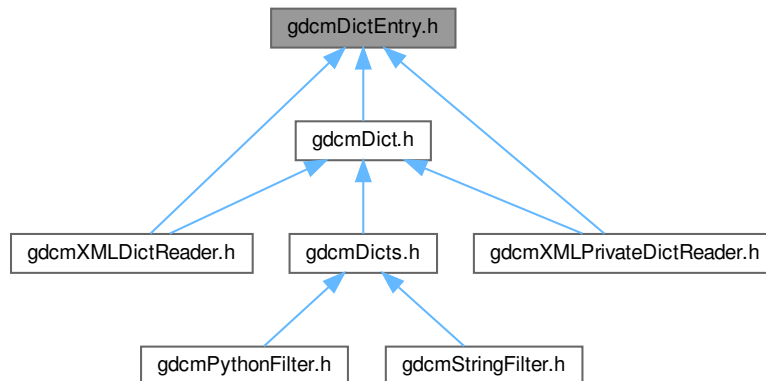 gdcmDictEntry.h
gdcmDict.h
gdcmXMLDictReader.h
gdcmDicts.h
gdcmXMLPrivateDictReader.h
gdcmPythonFilter.h
gdcmStringFilter.h